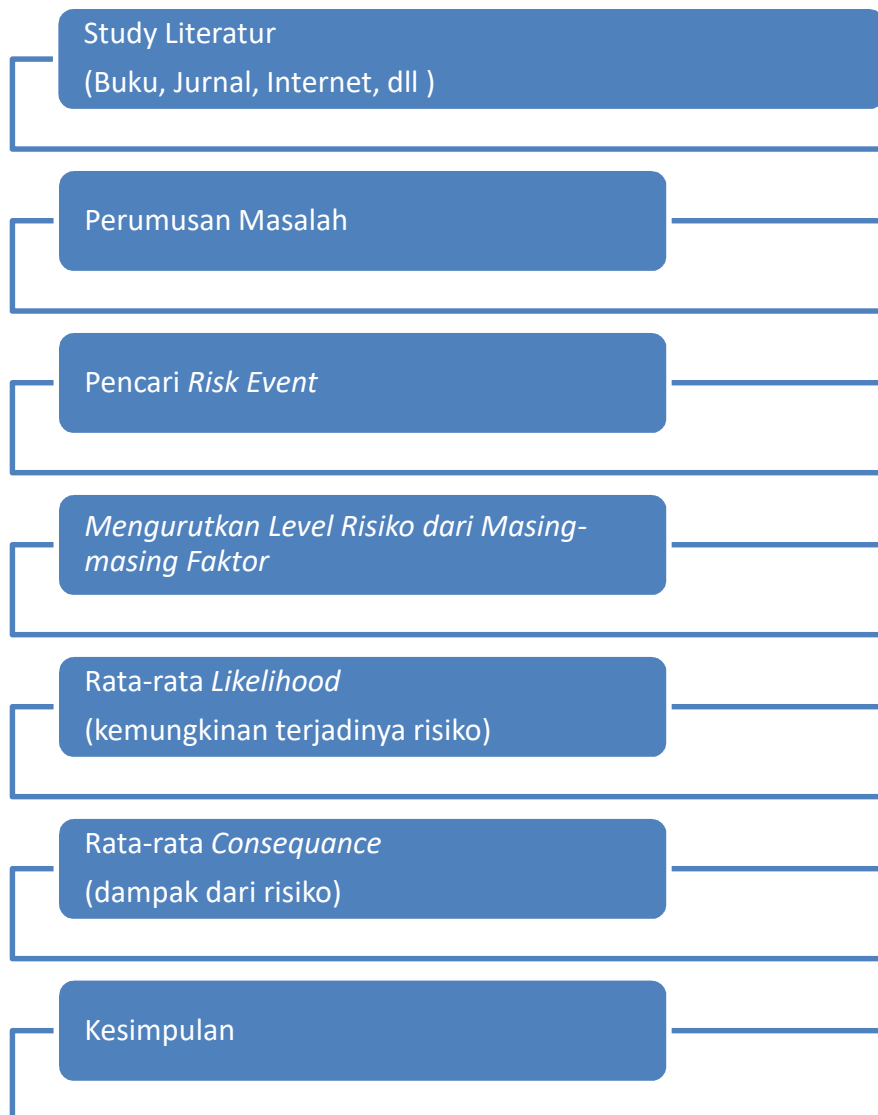 Study Literatur
(Buku, Jurnal, Internet, dll )
Perumusan Masalah
Pencari Risk Event
Mengurutkan Level Risiko dari Masing-
masing Faktor
Rata-rata Likelihood
(kemungkinan terjadinya risiko)
Rata-rata Consequance
(dampak dari risiko)
Kesimpulan